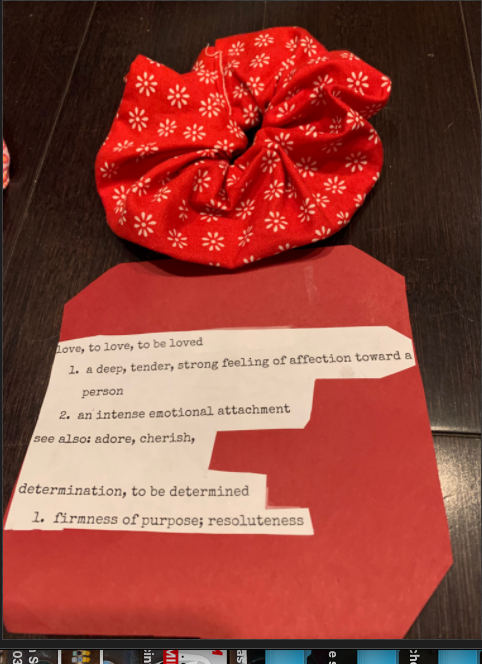 love, to love, to be loved
1. a deep, tender, strong feeling of affection toward a
person
2. an intense emotional attachment
see also: adore, cherish,
determination, to be determined
1. firmness of purpose; resoluteness